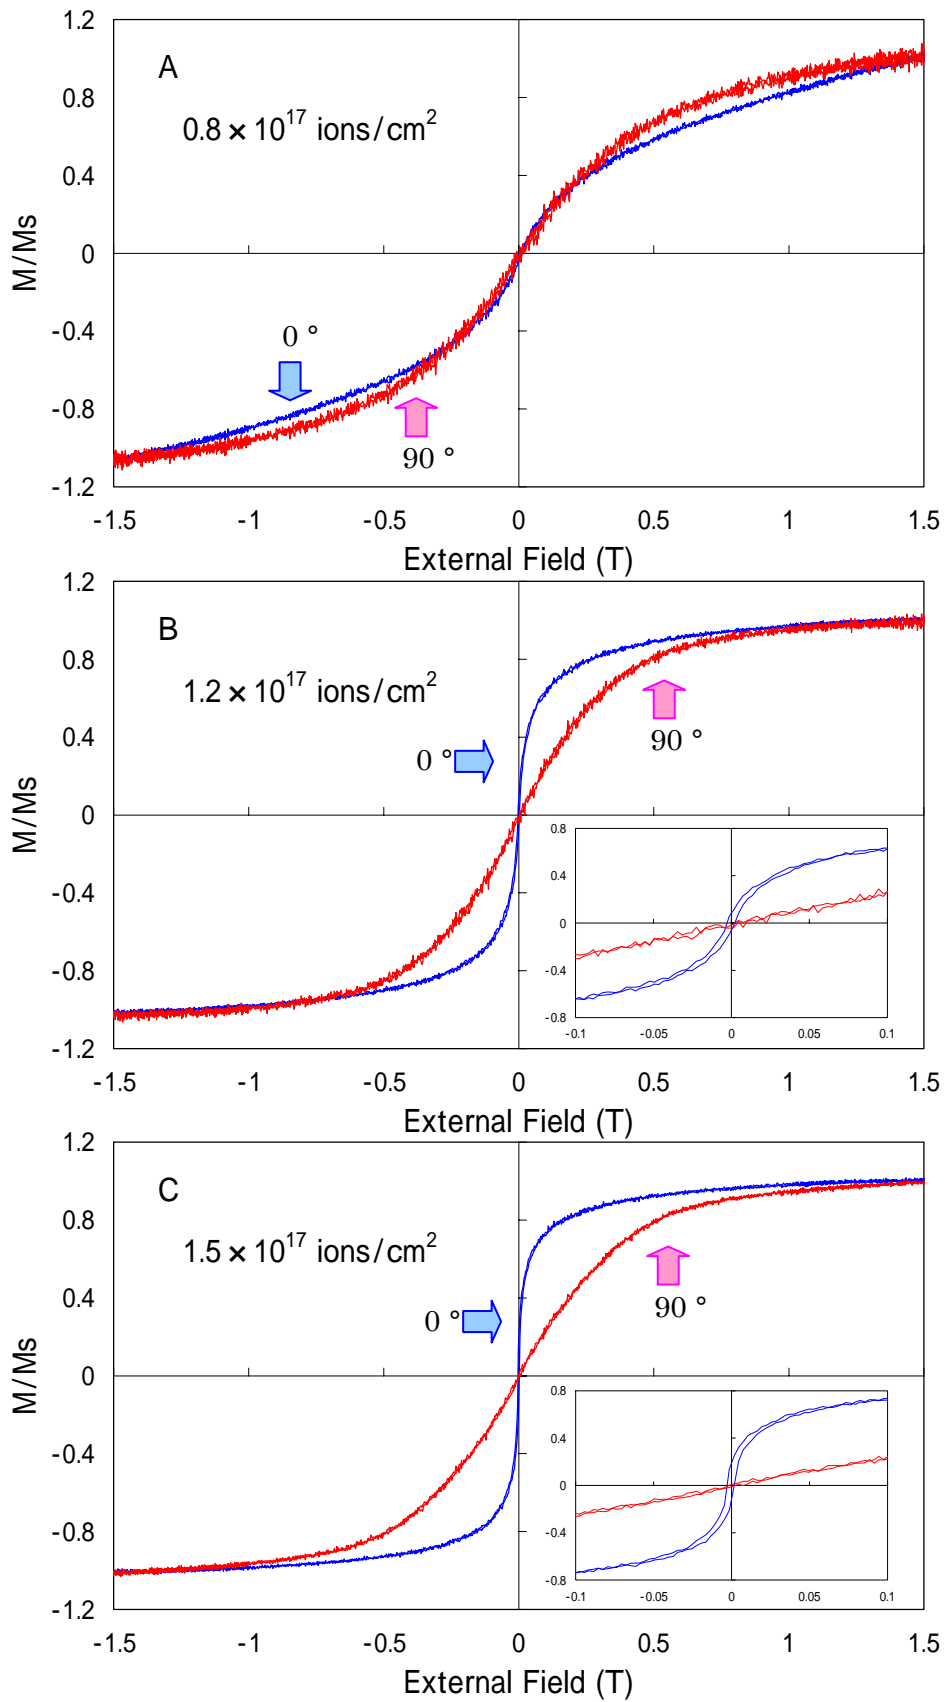 1.2
A
0.8 × 10^17 ions/cm^2
0.8
0.4
0
M/Ms
-0.4
0 °
-0.8
90 °
-1.2
-1.5 -1 -0.5 0 0.5 1 1.5
External Field (T)
1.2
B
0.8
1.2 × 10^17 ions/cm^2
0.4
90 °
0 °
0
M/Ms
-0.4
-0.8
-1.2
0.8
0.4
0
-0.4
-0.8
-0.1 -0.05 0 0.05 0.1
-1.5 -1 -0.5 0 0.5 1 1.5
External Field (T)
1.2
C
0.8
1.5 × 10^17 ions/cm^2
0.4
90 °
0 °
0
M/Ms
-0.4
-0.8
-1.2
0.8
0.4
0
-0.4
-0.8
-0.1 -0.05 0 0.05 0.1
-1.5 -1 -0.5 0 0.5 1 1.5
External Field (T)